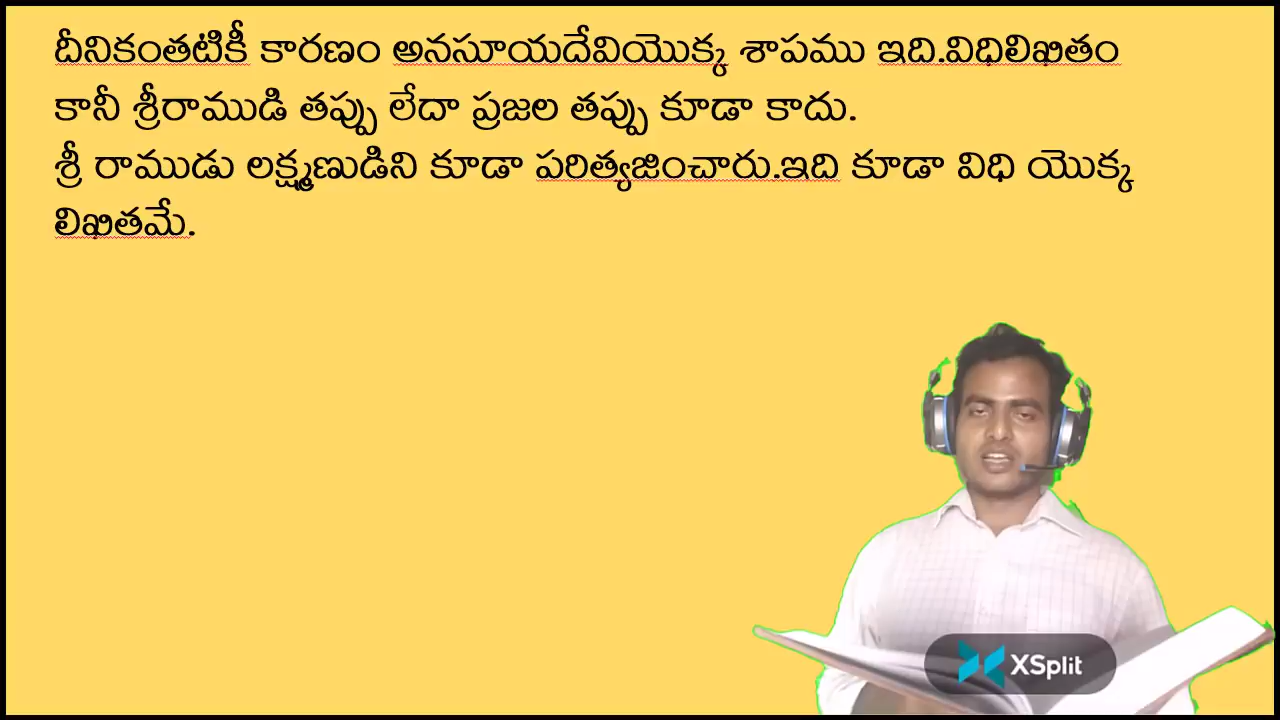 దీనికంతటికీ కారణం అనసూయదేవియొక్క శాపము ఇది.విధిలిఖితం
కానీ శ్రీరాముడి తప్పు లేదా ప్రజల తప్పు కూడా కాదు.
శ్రీ రాముడు లక్ష్మణుడిని కూడా పరిత్యజించారు.ఇది కూడా విధి యొక్క
లిఖితమే.
XSplit